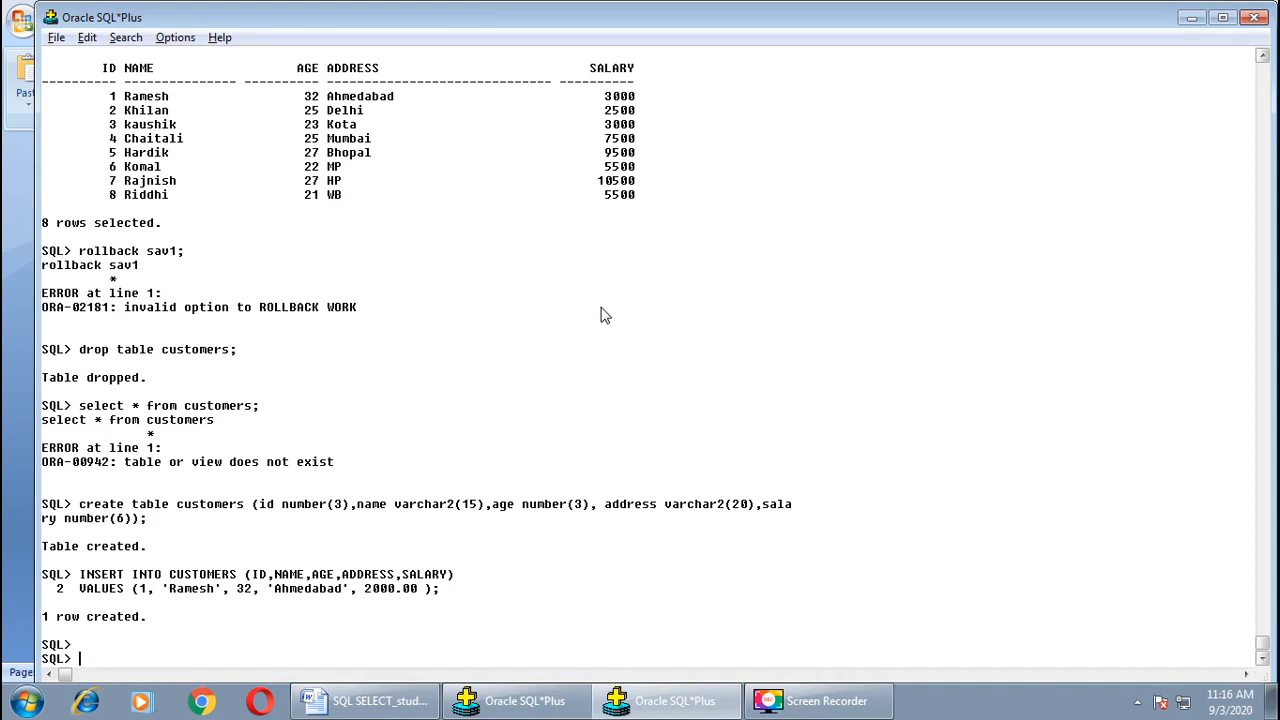 Oracle SQL*Plus
File Edit Search Options Help
ID NAME AGE ADDRESS SALARY
---------- --------------- ---------- ------------------------------ ----------
1 Ramesh 32 Ahmedabad 3000
2 Khilan 25 Delhi 2500
3 kaushik 23 Kota 3000
4 Chaitali 25 Mumbai 7500
5 Hardik 27 Bhopal 9500
6 Komal 22 MP 5500
7 Rajnish 27 HP 10500
8 Riddhi 21 WB 5500
8 rows selected.
SQL> rollback sav1;
rollback sav1
*
ERROR at line 1:
ORA-02181: invalid option to ROLLBACK WORK
SQL> drop table customers;
Table dropped.
SQL> select * from customers;
select * from customers
*
ERROR at line 1:
ORA-00942: table or view does not exist
SQL> create table customers (id number(3),name varchar2(15),age number(3), address varchar2(20),sala
ry number(6));
Table created.
SQL> INSERT INTO CUSTOMERS (ID,NAME,AGE,ADDRESS,SALARY)
2 VALUES (1, 'Ramesh', 32, 'Ahmedabad', 2000.00 );
1 row created.
SQL>
SQL>
Past
Page
SQL SELECT_stud... Oracle SQL*Plus Oracle SQL*Plus Screen Recorder
11:16 AM
9/3/2020